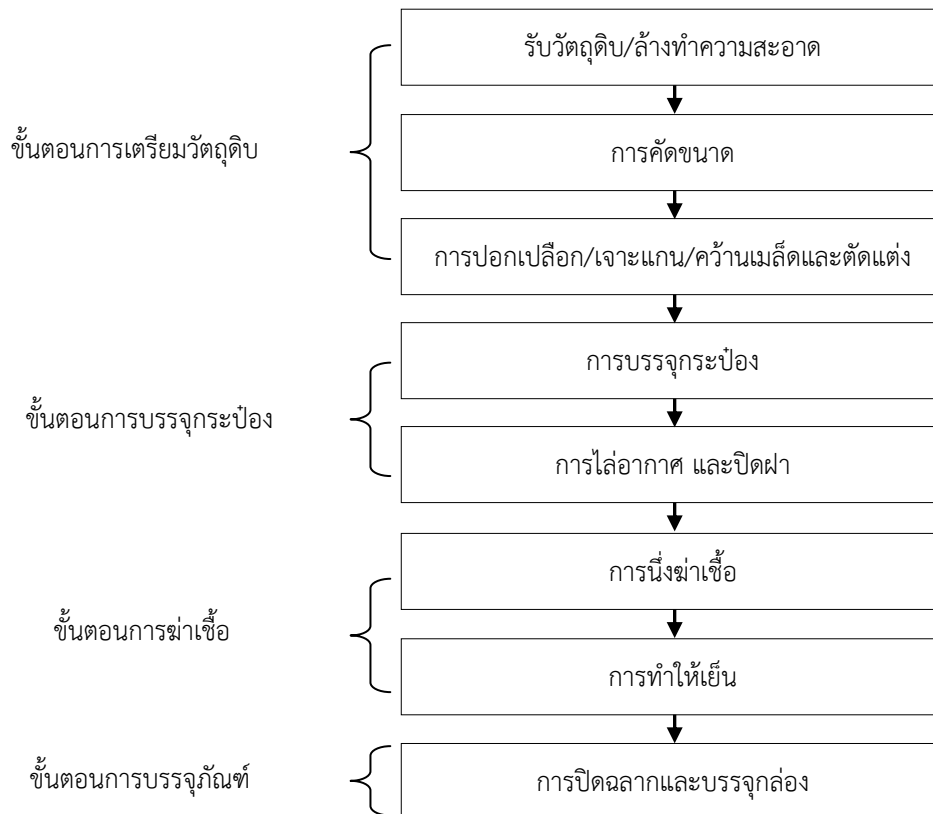 รับวัตถุดิบ/ล้างทำความสะอาด
ขั้นตอนการเตรียมวัตถุดิบ
การคัดขนาด
การปอกเปลือก/เจาะแกน/คว้านเมล็ดและตัดแต่ง
การบรรจุกระป๋อง
ขั้นตอนการบรรจุกระป๋อง
การไล่อากาศ และปิดฝา
การนึ่งฆ่าเชื้อ
ขั้นตอนการฆ่าเชื้อ
การทำให้เย็น
ขั้นตอนการบรรจุภัณฑ์
การปิดฉลากและบรรจุกล่อง